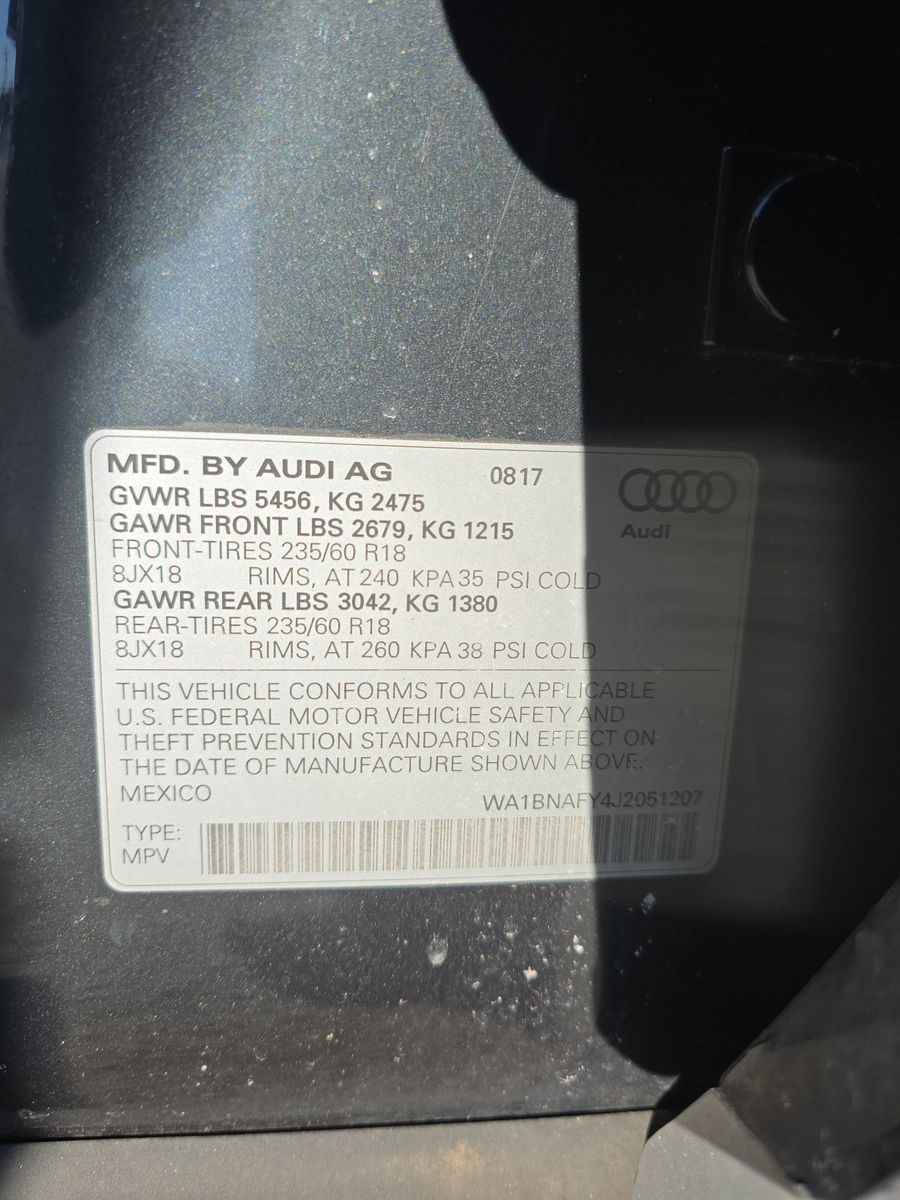 MFD. BY AUDI AG 0817
GVWR LBS 5456, KG 2475
GAWR FRONT LBS 2679, KG 1215
Audi
FRONT-TIRES 235/60 R18
8JX18 RIMS, AT 240 KPA 35 PSI COLD
GAWR REAR LBS 3042, KG 1380
REAR-TIRES 235/60 R18
8JX18 RIMS, AT 260 KPA 38 PSI COLD
THIS VEHICLE CONFORMS TO ALL APPLICABLE
U.S. FEDERAL MOTOR VEHICLE SAFETY AND
THEFT PREVENTION STANDARDS IN EFFECT ON
THE DATE OF MANUFACTURE SHOWN ABOVE.
MEXICO WA1BNAFY4J2051207
TYPE:
MPV